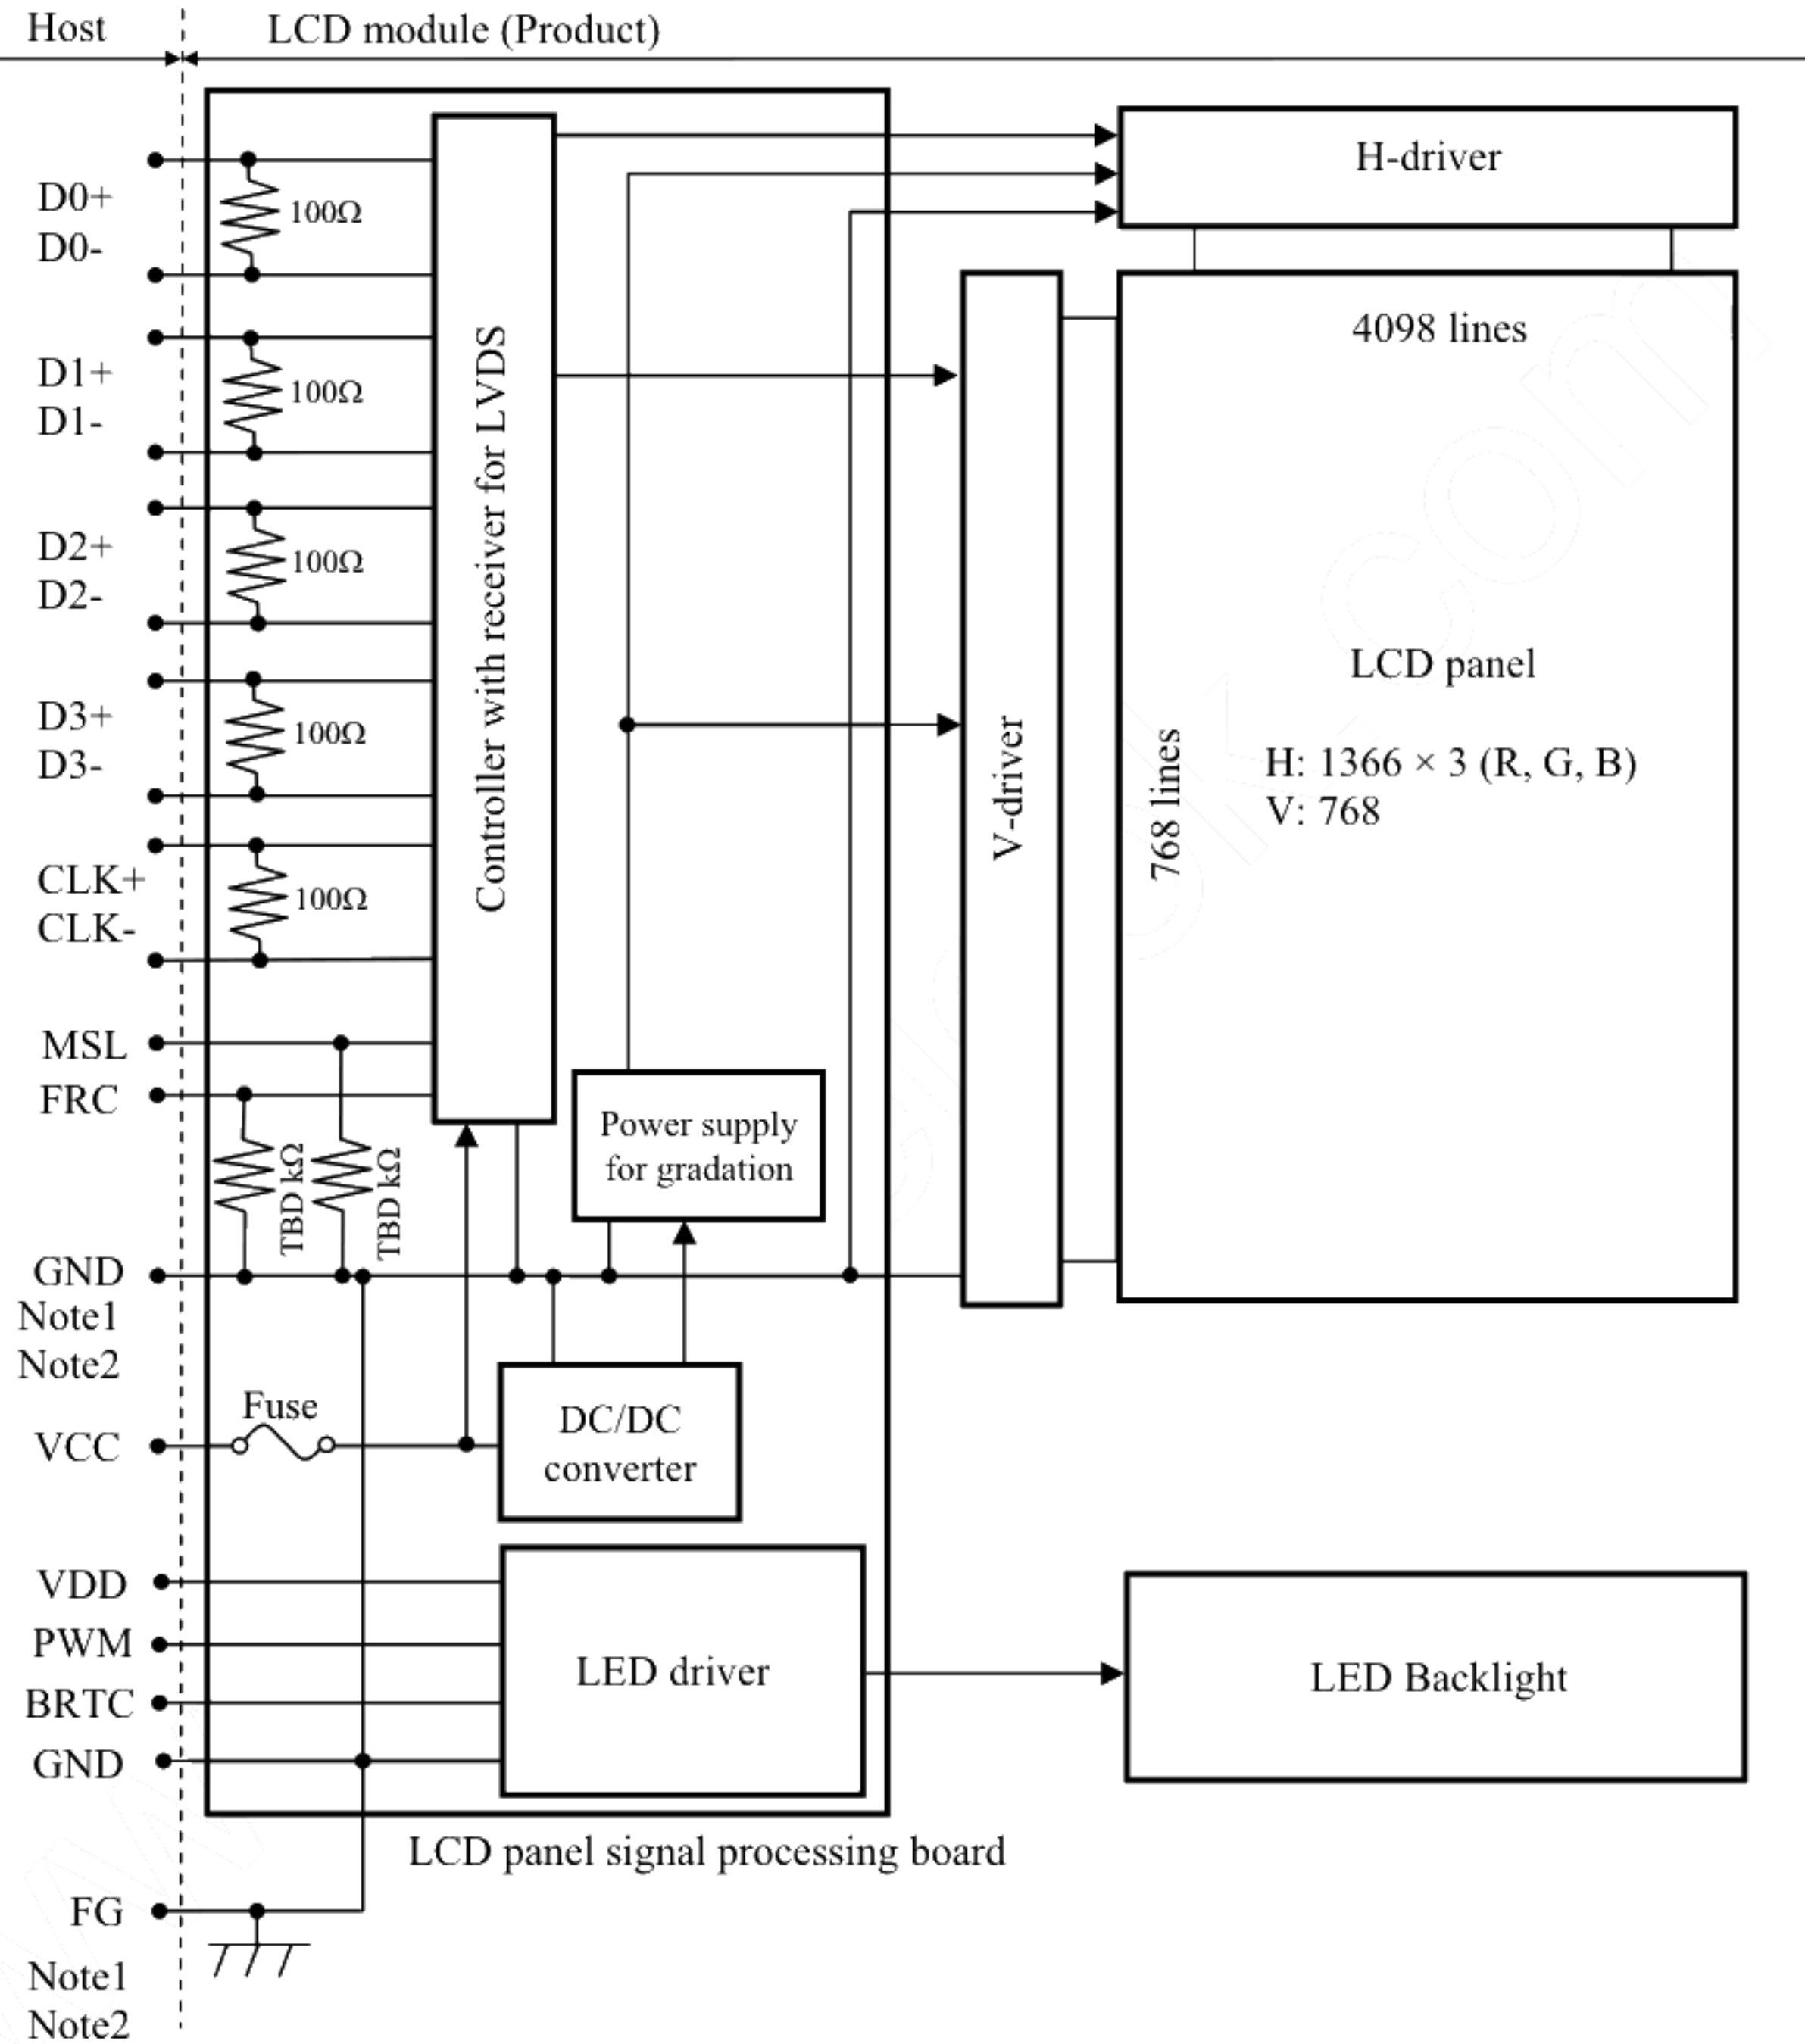 Host
LCD module (Product)
D0+
D0-
100Ω
D1+
D1-
100Ω
D2+
D2-
100Ω
D3+
D3-
100Ω
CLK+
CLK-
100Ω
MSL
FRC
TBD kΩ
TBD kΩ
GND
Note1
Note2
Fuse
VCC
VDD
PWM
BRTC
GND
FG
Note1
Note2
Controller with receiver for LVDS
Power supply
for gradation
DC/DC
converter
LED driver
LCD panel signal processing board
H-driver
V-driver
4098 lines
768 lines
LCD panel
H: 1366 × 3 (R, G, B)
V: 768
LED Backlight